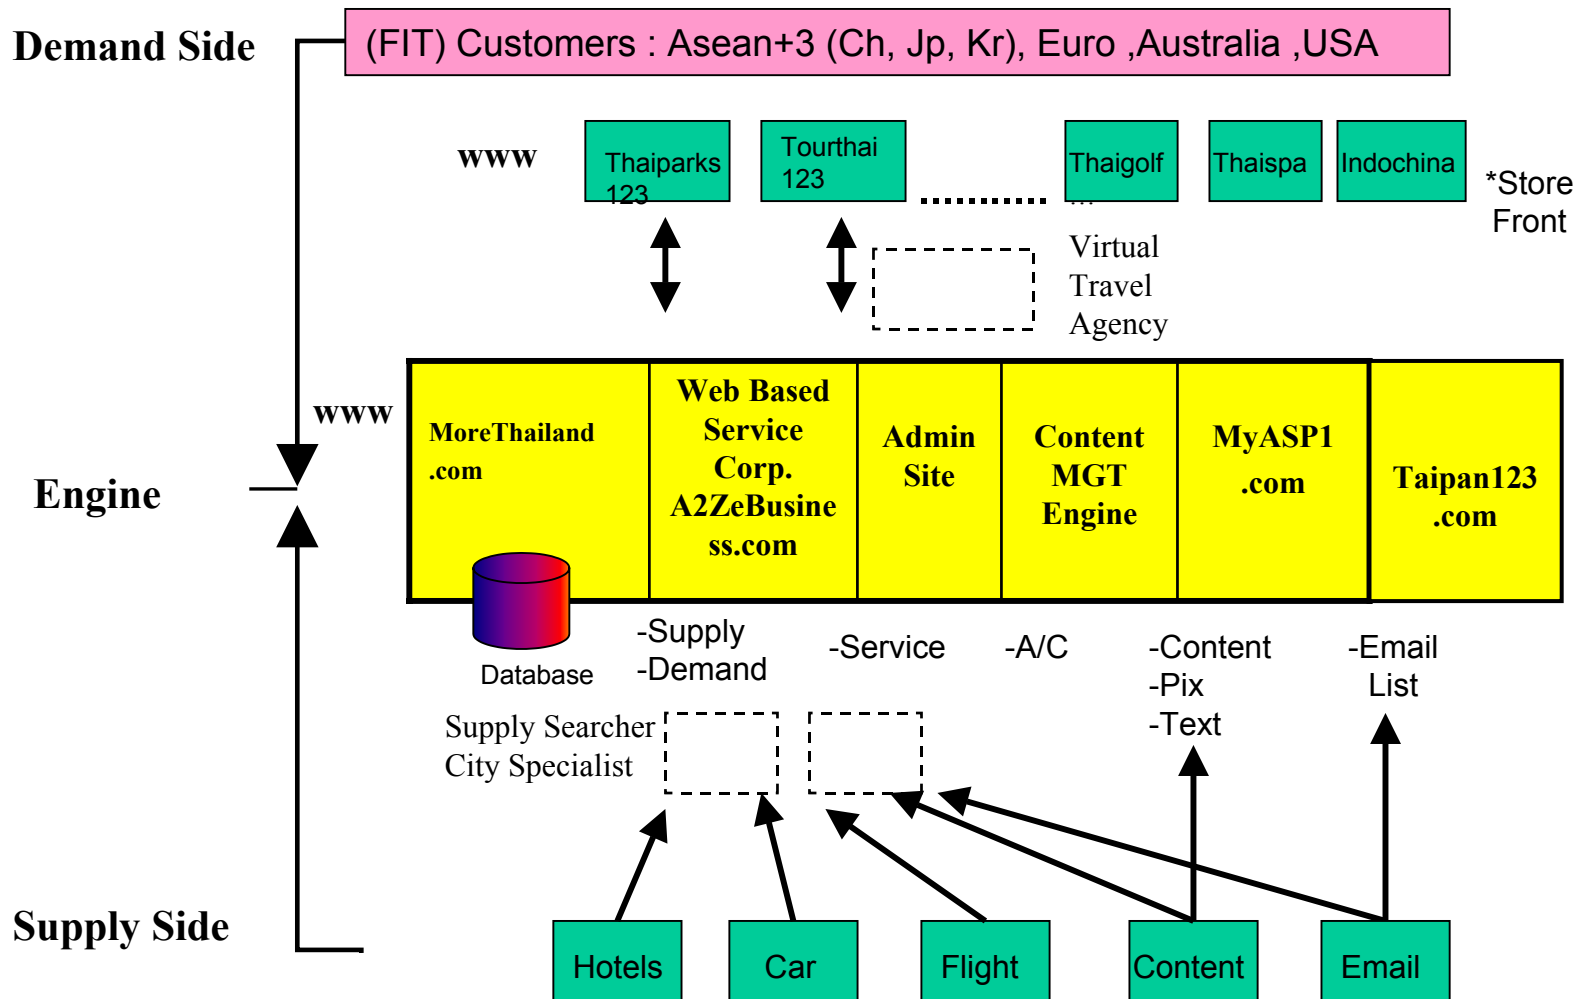 Demand Side
(FIT) Customers : Asean+3 (Ch, Jp, Kr), Euro ,Australia ,USA
www
Thaiparks
123
Tourthai
123
Thaigolf
...
Thaispa
Indochina
*Store
Front
Virtual
Travel
Agency
Engine
www
MoreThailand
.com
Web Based
Service
Corp.
A2ZeBusine
ss.com
Admin
Site
Content
MGT
Engine
MyASP1
.com
Taipan123
.com
Database
-Supply
-Demand
-Service
-A/C
-Content
-Pix
-Text
-Email
List
Supply Searcher
City Specialist
Supply Side
Hotels
Car
Flight
Content
Email